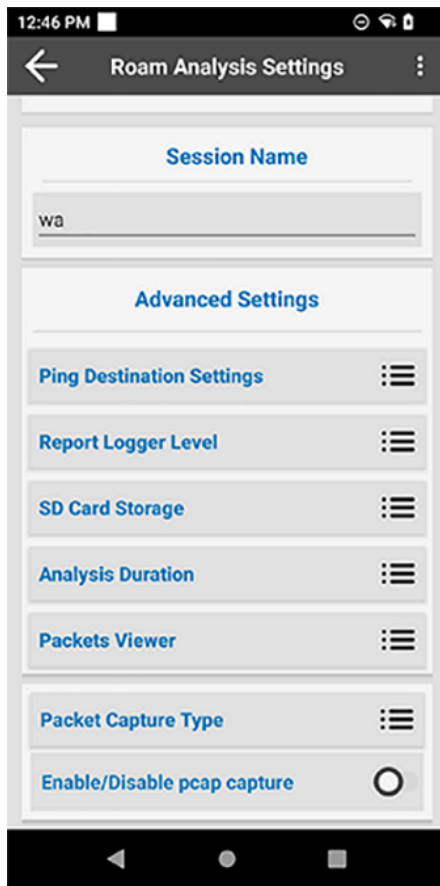 12:46 PM
Roam Analysis Settings
Session Name
wa
Advanced Settings
Ping Destination Settings
Report Logger Level
SD Card Storage
Analysis Duration
Packets Viewer
Packet Capture Type
Enable/Disable pcap capture